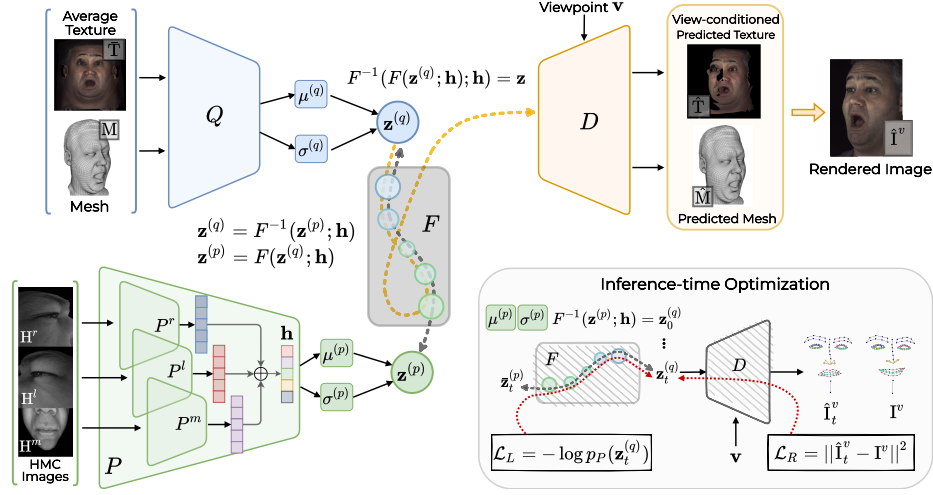 Average
Texture
T̄
M
Mesh
Q
μ^(q)
σ^(q)
z^(q)
F^{-1}(F(z^(q); h); h) = z
Viewpoint v
D
View-conditioned
Predicted Texture
T̂
M̂
Predicted Mesh
Î^v
Rendered Image
F
z^(q) = F^{-1}(z^(p); h)
z^(p) = F(z^(q); h)
H^r
H^l
H^m
HMC
Images
P
P^r
P^l
P^m
h
μ^(p)
σ^(p)
z^(p)
Inference-time Optimization
μ^(p) σ^(p) F^{-1}(z^(p); h) = z_0^(q)
⋮
F
z̄_t^(p)
z_t^(q)
D
v
Î_t^v
I^v
ℒ_L = −log p_P(z_t^(q))
ℒ_R = ||Î_t^v − I^v||^2